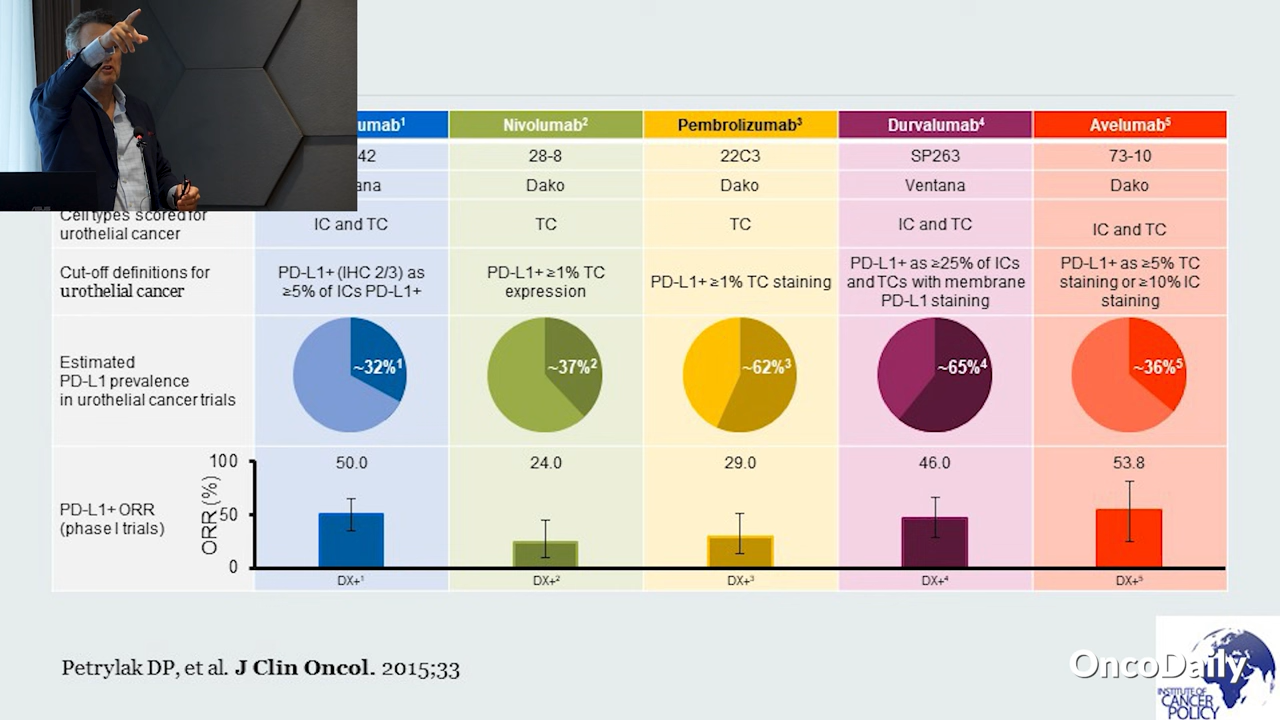 umab1 Nivolumab2 Pembrolizumab3 Durvalumab4 Avelumab5
42 28-8 22C3 SP263 73-10
ana Dako Dako Ventana Dako
Cell types scored for
urothelial cancer
IC and TC TC TC IC and TC IC and TC
Cut-off definitions for
urothelial cancer
PD-L1+ (IHC 2/3) as
≥5% of ICs PD-L1+
PD-L1+ ≥1% TC
expression
PD-L1+ ≥1% TC staining
PD-L1+ as ≥25% of ICs
and TCs with membrane
PD-L1 staining
PD-L1+ as ≥5% TC
staining or ≥10% IC
staining
Estimated
PD-L1 prevalence
in urothelial cancer trials
~32%1 ~37%2 ~62%3 ~65%4 ~36%5
PD-L1+ ORR
(phase I trials)
ORR (%)
100
50
0
50.0 24.0 29.0 46.0 53.8
DX+1 DX+2 DX+3 DX+4 DX+5
Petrylak DP, et al. J Clin Oncol. 2015;33
OncoDaily
INSTITUTE OF
CANCER
POLICY